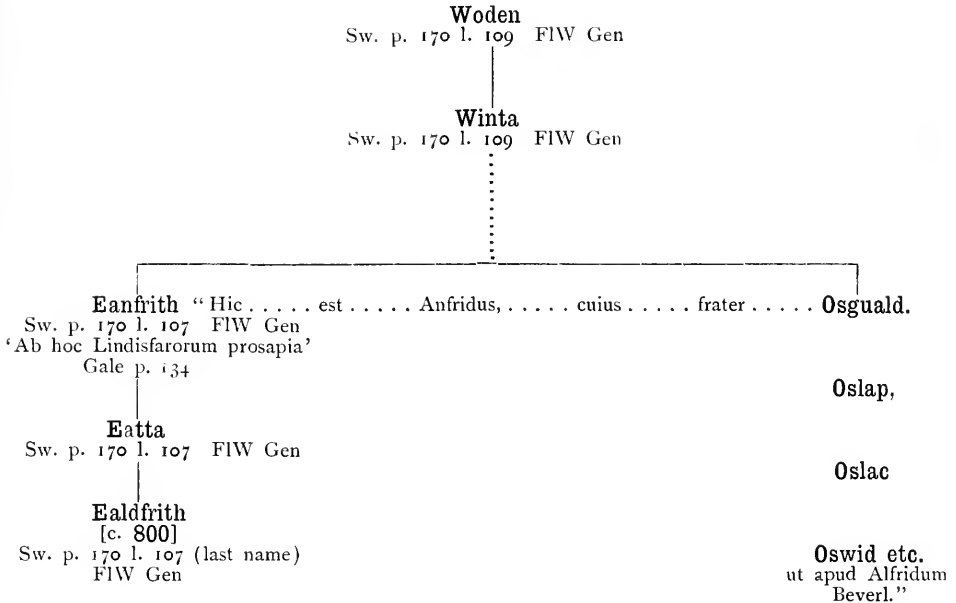 Woden
Sw. p. 170 l. 109 FlW Gen
Winta
Sw. p. 170 l. 109 FlW Gen
Eanfrith “ Hic . . . . . est . . . . . Anfridus, . . . . . cuius . . . . . frater . . . . . Osguald.
Sw. p. 170 l. 107 FlW Gen
‘Ab hoc Lindisfarorum prosapia’
Gale p. 134
Oslap,
Eatta
Sw. p. 170 l. 107 FlW Gen
Oslac
Ealdfrith
[c. 800]
Sw. p. 170 l. 107 (last name)
FlW Gen
Oswid etc.
ut apud Alfridum
Beverl.”